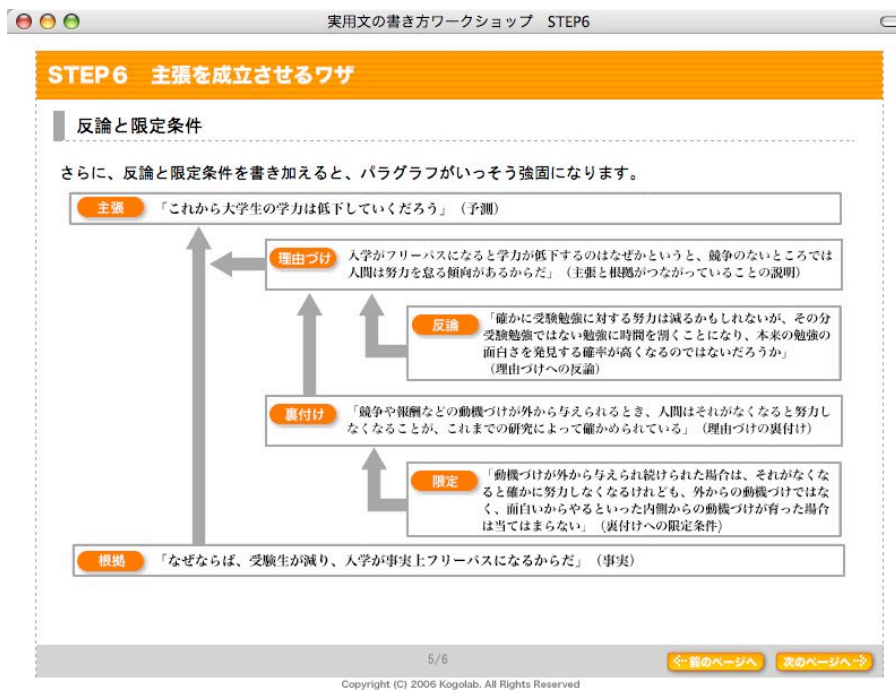 実用文の書き方ワークショップ STEP6
STEP6 主張を成立させるワザ
反論と限定条件
さらに、反論と限定条件を書き加えると、パラグラフがいっそう強固になります。
主張 「これから大学生の学力は低下していくだろう」(予測)
理由づけ 入学がフリーパスになると学力が低下するのはなぜかというと、競争のないところでは
人間は努力を怠る傾向があるからだ」(主張と根拠がつながっていることの説明)
反論 「確かに受験勉強に対する努力は減るかもしれないが、その分
受験勉強ではない勉強に時間を割くことになり、本来の勉強の
面白さを発見する確率が高くなるのではないだろうか」
(理由づけへの反論)
裏付け 「競争や報酬などの動機づけが外から与えられるとき、人間はそれがなくなると努力し
なくなることが、これまでの研究によって確かめられている」(理由づけの裏付け)
限定 「動機づけが外から与えられ続けられた場合は、それがなくな
ると確かに努力しなくなるけれども、外からの動機づけではな
く、面白いからやるといった内側からの動機づけが育った場合
は当てはまらない」(裏付けへの限定条件)
根拠 「なぜならば、受験生が減り、入学が事実上フリーパスになるからだ」(事実)
5/6
前のページへ 次のページへ
Copyright (C) 2006 Kogolab. All Rights Reserved